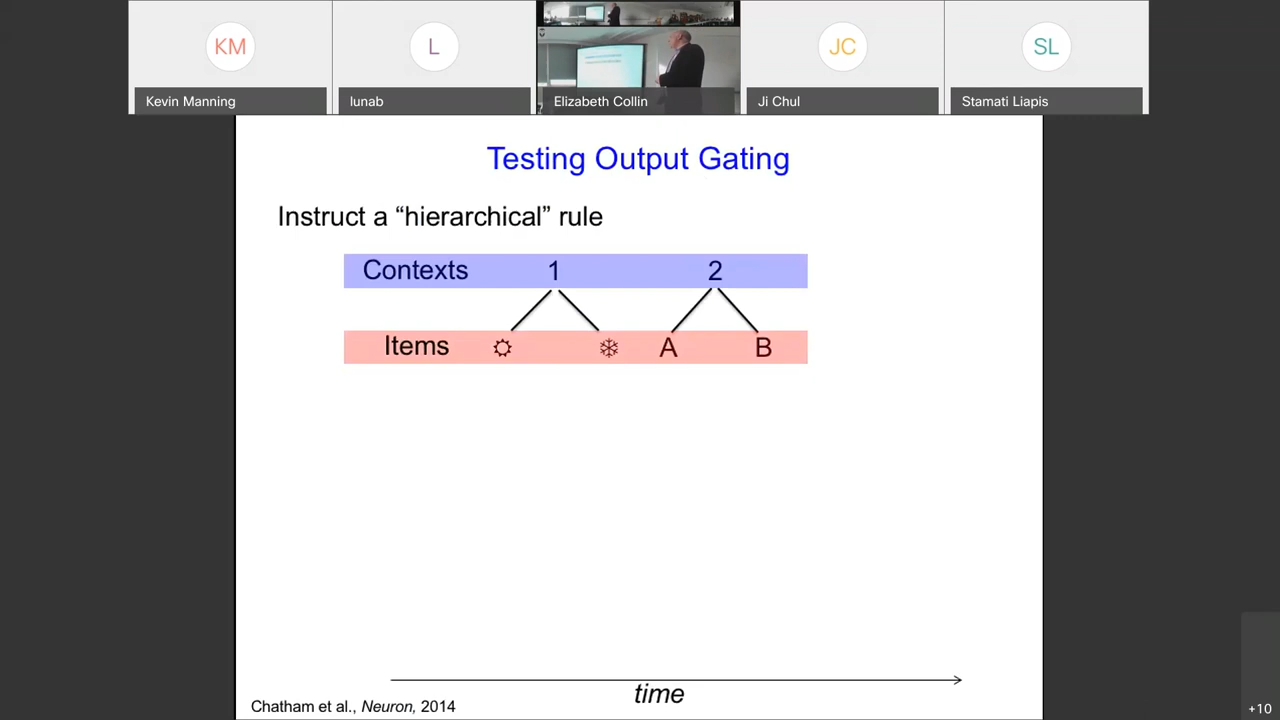 KM
L
JC
SL
Kevin Manning
lunab
Elizabeth Collin
Ji Chul
Stamati Liapis
Testing Output Gating
Instruct a “hierarchical” rule
Contexts 1 2
Items A B
time
Chatham et al., Neuron, 2014
+10